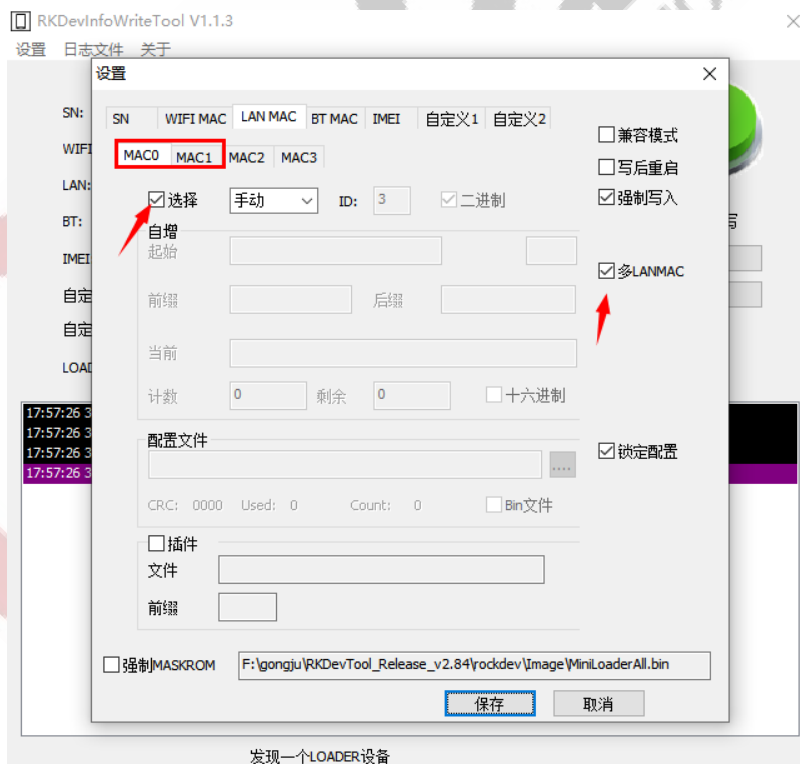 RKDevInfoWriteTool V1.1.3
设置 日志文件 关于
设置
SN WIFI MAC LAN MAC BT MAC IMEI 自定义1 自定义2
MAC0 MAC1 MAC2 MAC3
选择 手动 ID: 3 二进制
自增
起始
前缀 后缀
当前
计数 0 剩余 0 十六进制
配置文件
....
CRC: 0000 Used: 0 Count: 0 Bin文件
插件
文件
前缀
兼容模式
写后重启
强制写入
多LANMAC
锁定配置
强制MASKROM F:\gongju\RKDevTool_Release_v2.84\rockdev\Image\MiniLoaderAll.bin
保存 取消
SN:
WIFI
LAN:
BT:
IMEI
自定
自定
LOAD
写
17:57:26 3
17:57:26 3
17:57:26 3
17:57:26 3
发现一个LOADER设备